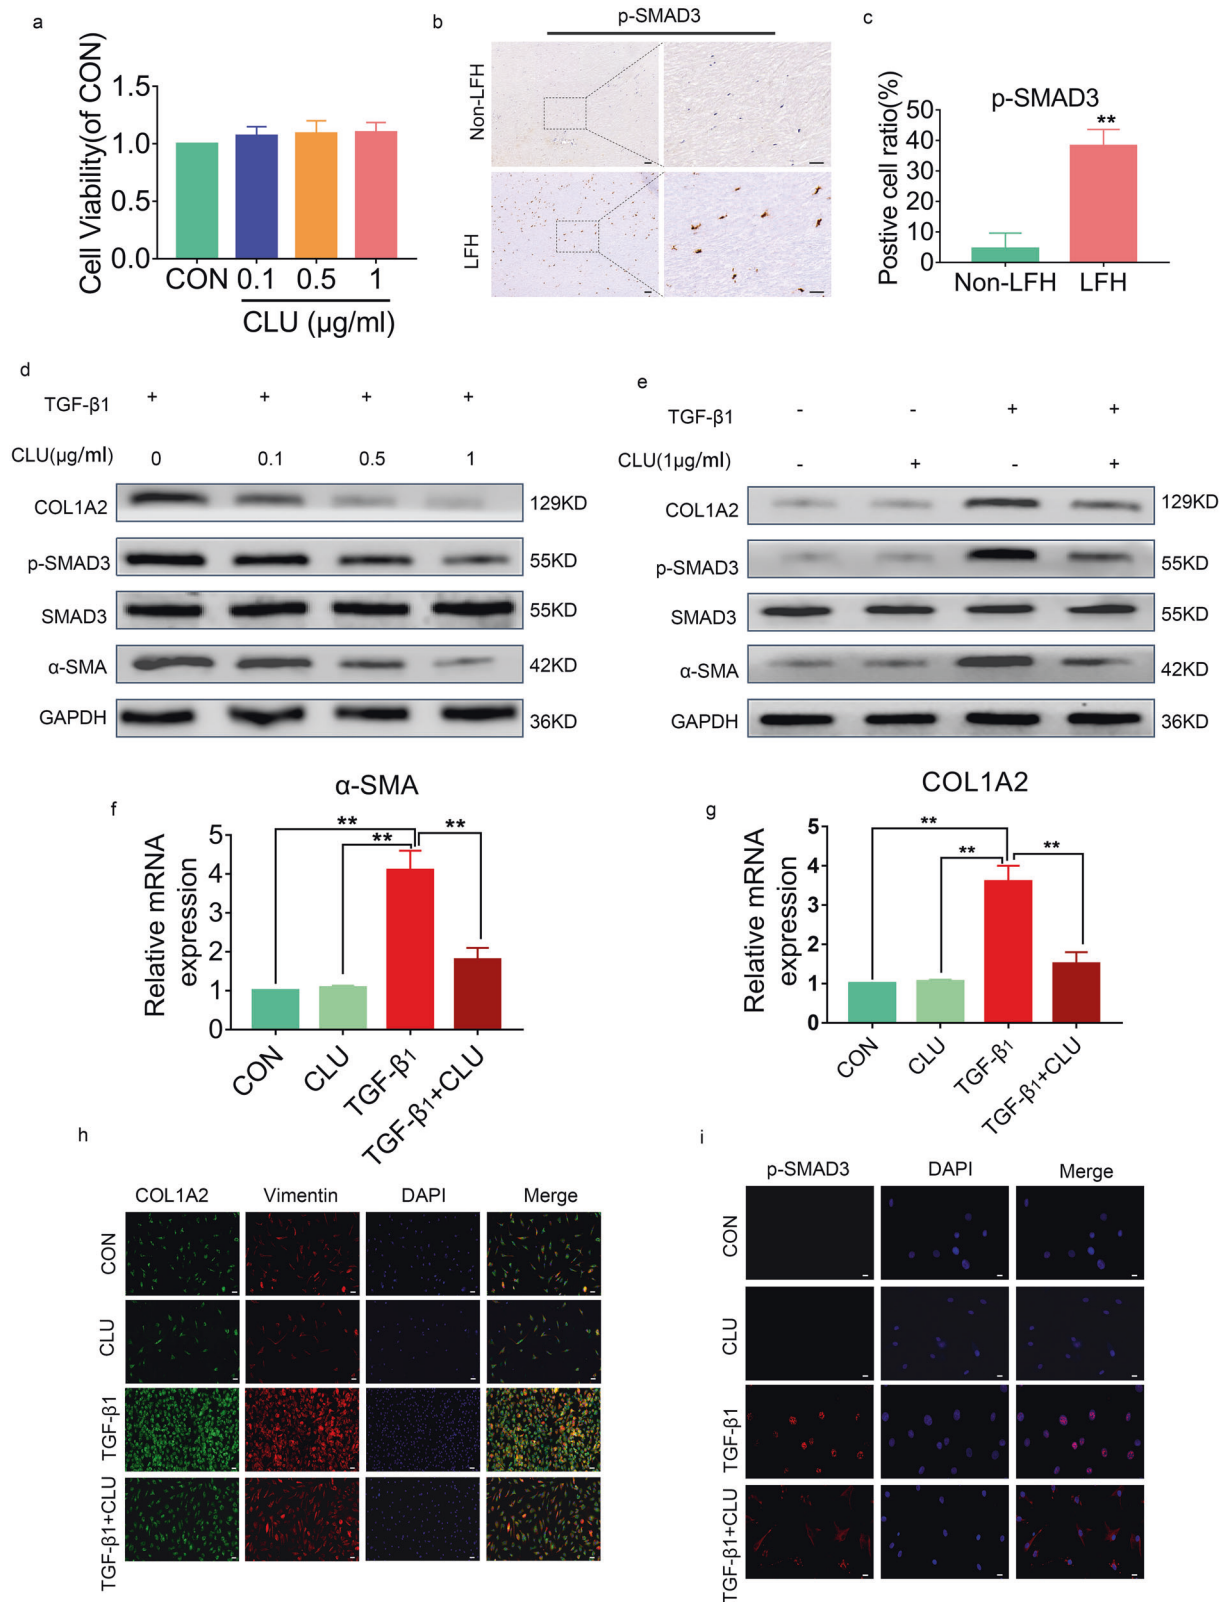 a
Cell Viability(of CON)
1.5
1.0
0.5
0.0
CON 0.1 0.5 1
CLU (µg/ml)
b
p-SMAD3
Non-LFH
LFH
c
p-SMAD3
Postive cell ratio(%)
50
40
30
20
10
0
**
Non-LFH LFH
d
TGF-β1 + + + +
CLU(µg/ml) 0 0.1 0.5 1
COL1A2 129KD
p-SMAD3 55KD
SMAD3 55KD
α-SMA 42KD
GAPDH 36KD
e
TGF-β1 - - + +
CLU(1µg/ml) - + - +
COL1A2 129KD
p-SMAD3 55KD
SMAD3 55KD
α-SMA 42KD
GAPDH 36KD
f
α-SMA
Relative mRNA
expression
5
4
3
2
1
0
** ** **
CON CLU TGF-β1 TGF-β1+CLU
g
COL1A2
Relative mRNA
expression
5
4
3
2
1
0
** ** **
CON CLU TGF-β1 TGF-β1+CLU
h
COL1A2 Vimentin DAPI Merge
CON
CLU
TGF-β1
TGF-β1+CLU
i
p-SMAD3 DAPI Merge
CON
CLU
TGF-β1
TGF-β1+CLU